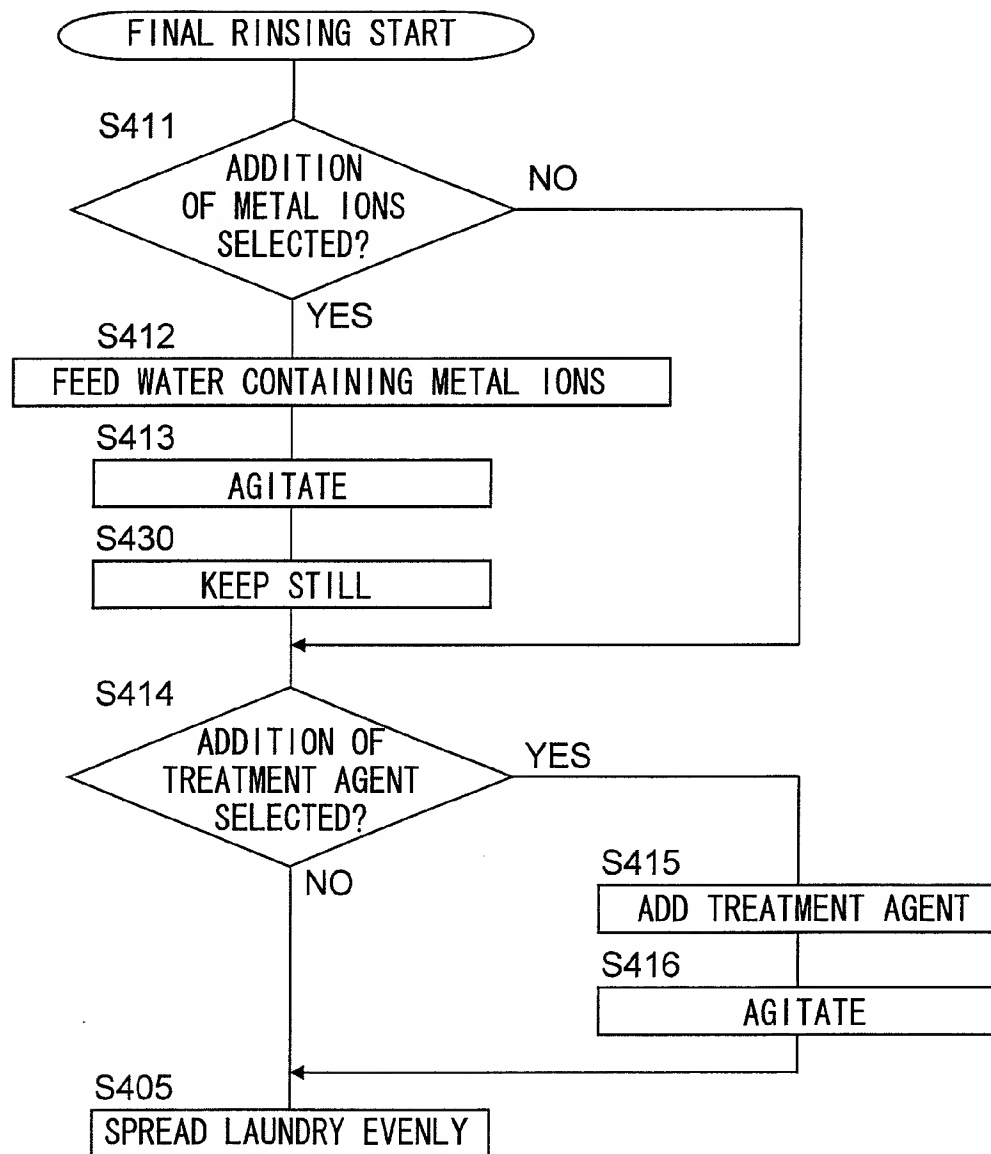 FINAL RINSING START
S411
ADDITION
OF METAL IONS
SELECTED?
NO
YES
S412
FEED WATER CONTAINING METAL IONS
S413
AGITATE
S430
KEEP STILL
S414
ADDITION OF
TREATMENT AGENT
SELECTED?
YES
NO
S415
ADD TREATMENT AGENT
S416
AGITATE
S405
SPREAD LAUNDRY EVENLY